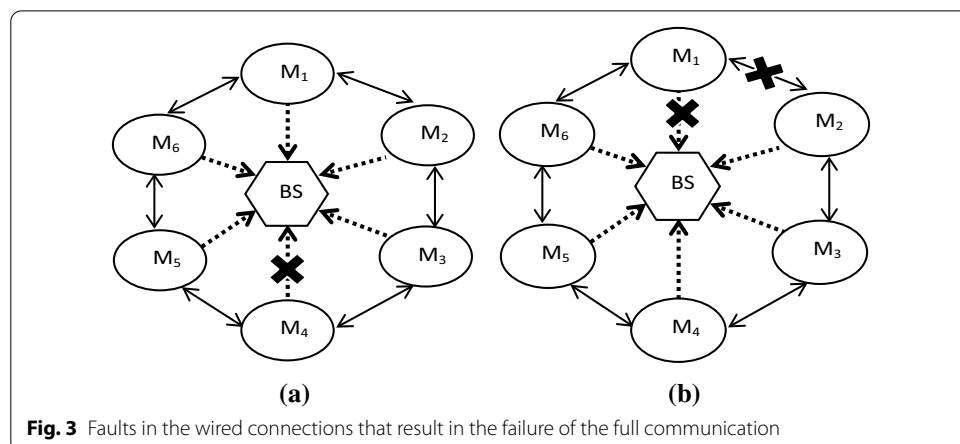 M₁
M₂
M₃
M₄
M₅
M₆
BS
(a)
M₁
M₂
M₃
M₄
M₅
M₆
BS
(b)
Fig. 3 Faults in the wired connections that result in the failure of the full communication